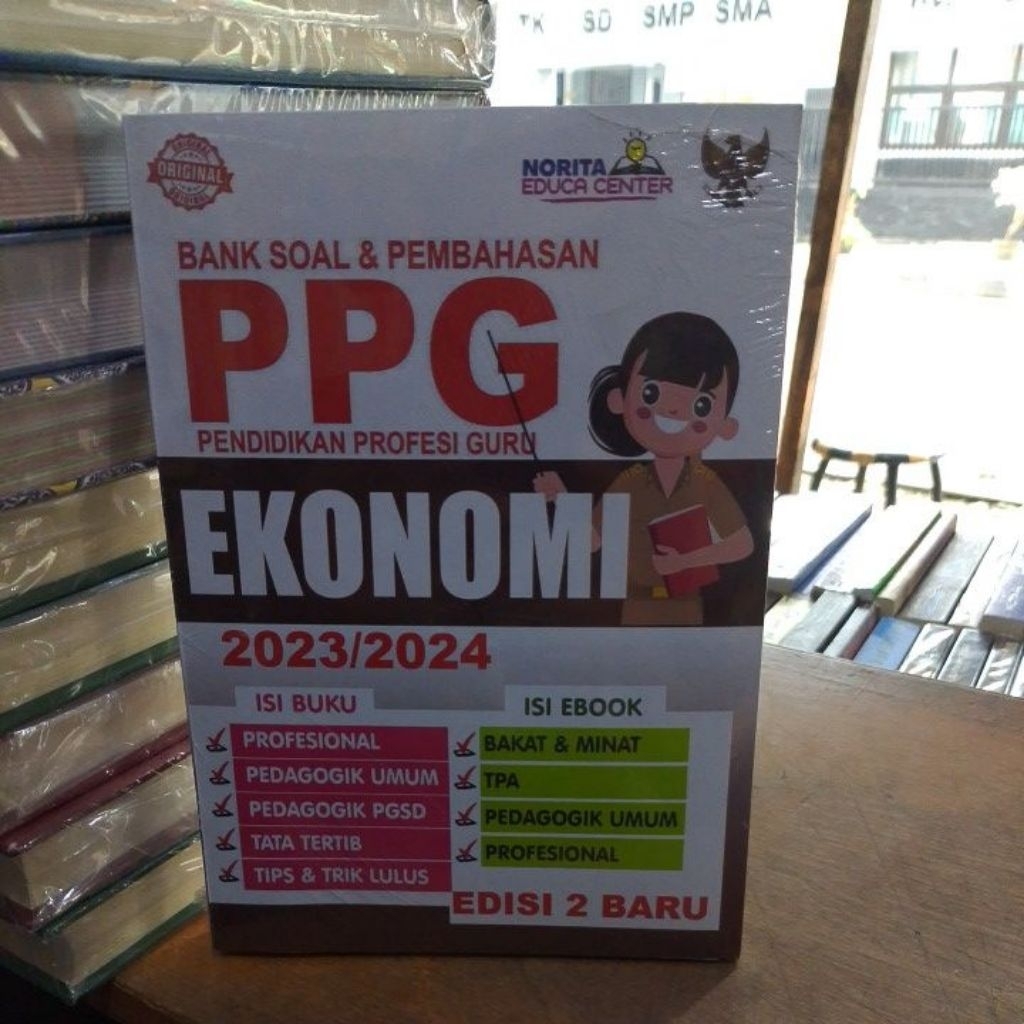 TK SD SMP SMA
ORIGINAL
ORIGINAL
ORIGINAL
NORITA
EDUCA CENTER
BANK SOAL & PEMBAHASAN
PPG
PENDIDIKAN PROFESI GURU
EKONOMI
2023/2024
ISI BUKU
PROFESIONAL
PEDAGOGIK UMUM
PEDAGOGIK PGSD
TATA TERTIB
TIPS & TRIK LULUS
ISI EBOOK
BAKAT & MINAT
TPA
PEDAGOGIK UMUM
PROFESIONAL
EDISI 2 BARU